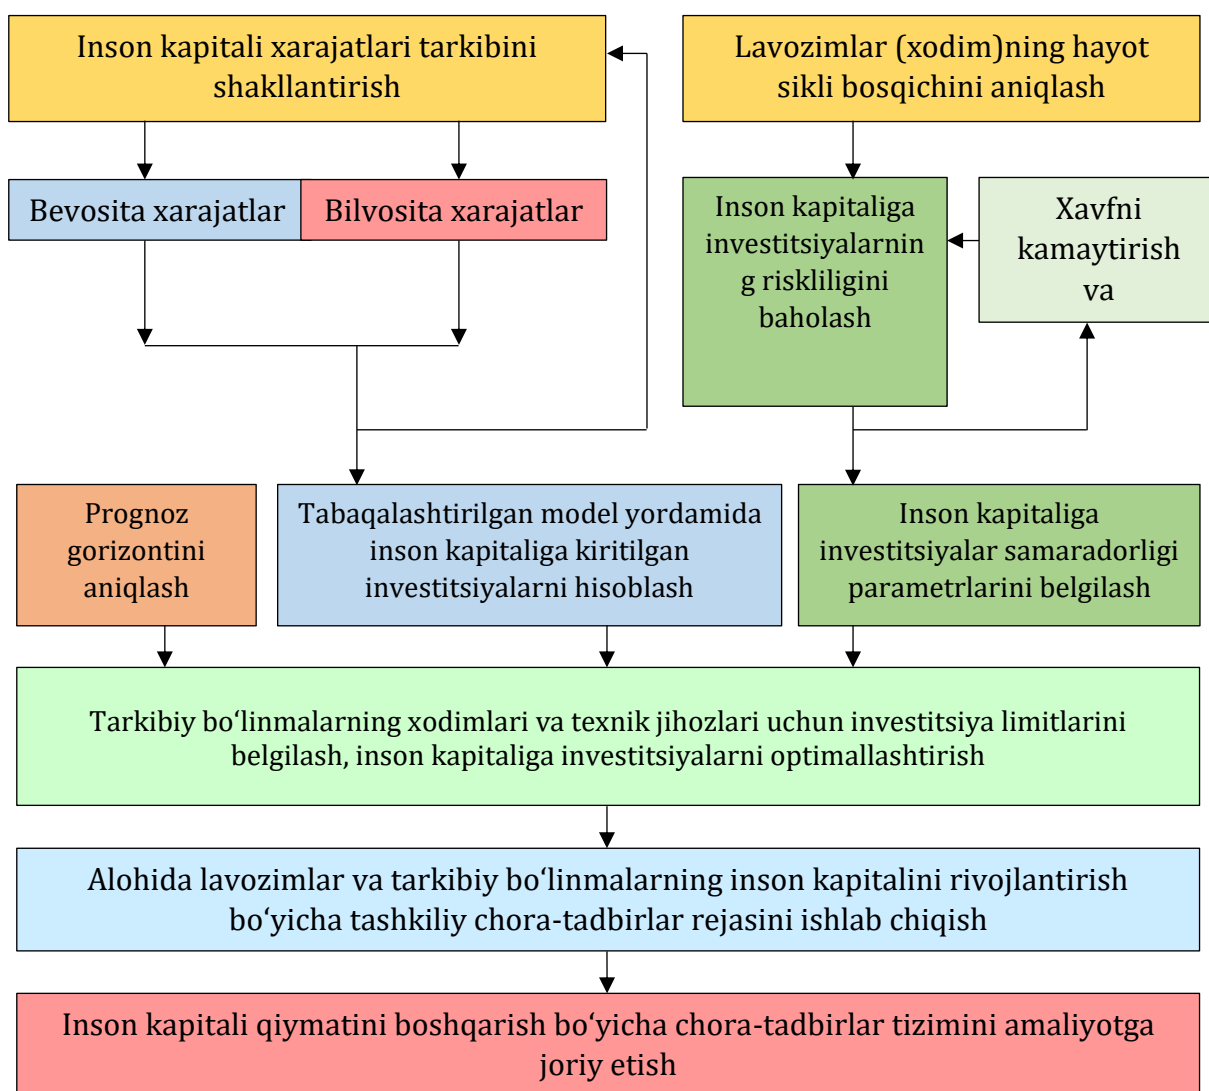 Inson kapitali xarajatlari tarkibini
shakllantirish
Lavozimlar (xodim)ning hayot
sikli bosqichini aniqlash
Bevosita xarajatlar
Bilvosita xarajatlar
Inson kapitaliga
investitsiyalarnin
g riskliligini
baholash
Xavfni
kamaytirish
va
Prognoz
gorizontini
aniqlash
Tabaqalashtirilgan model yordamida
inson kapitaliga kiritilgan
investitsiyalarni hisoblash
Inson kapitaliga
investitsiyalar samaradorligi
parametrlarini belgilash
Tarkibiy bo‘linmalarning xodimlari va texnik jihozlari uchun investitsiya limitlarini
belgilash, inson kapitaliga investitsiyalarni optimallashtirish
Alohida lavozimlar va tarkibiy bo‘linmalarning inson kapitalini rivojlantirish
bo‘yicha tashkiliy chora-tadbirlar rejasini ishlab chiqish
Inson kapitali qiymatini boshqarish bo‘yicha chora-tadbirlar tizimini amaliyotga
joriy etish